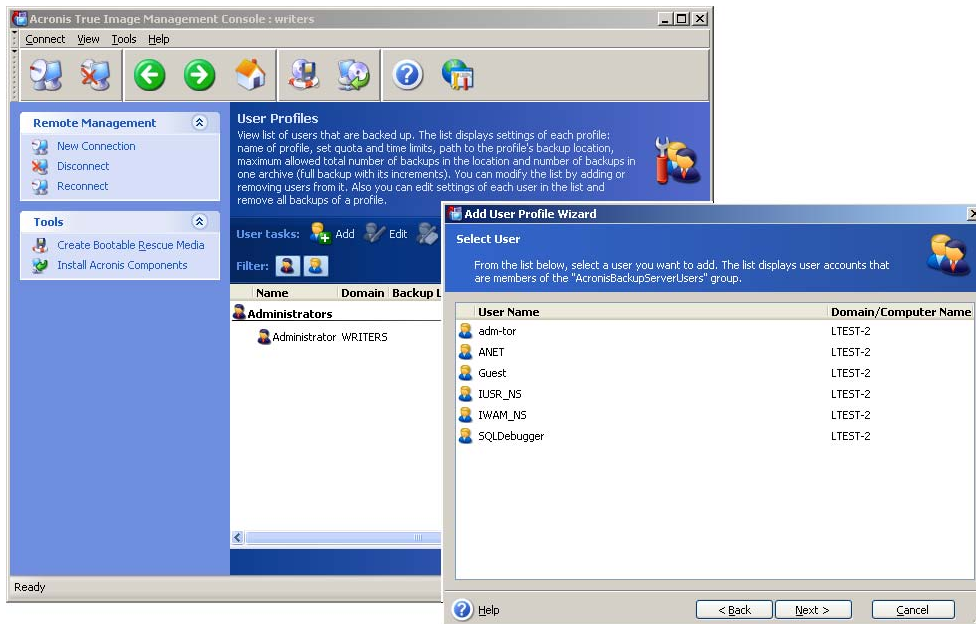 Acronis True Image Management Console : writers
Connect View Tools Help
Remote Management
New Connection
Disconnect
Reconnect
Tools
Create Bootable Rescue Media
Install Acronis Components
User Profiles
View list of users that are backed up. The list displays settings of each profile:
name of profile, set quota and time limits, path to the profile's backup location,
maximum allowed total number of backups in the location and number of backups in
one archive (full backup with its increments). You can modify the list by adding or
removing users from it. Also you can edit settings of each user in the list and
remove all backups of a profile.
User tasks: Add Edit
Filter:
Name Domain Backup L
Administrators
Administrator WRITERS
Ready
Add User Profile Wizard
Select User
From the list below, select a user you want to add. The list displays user accounts that
are members of the "AcronisBackupServerUsers" group.
User Name Domain/Computer Name
adm-tor LTEST-2
ANET LTEST-2
Guest LTEST-2
IUSR_NS LTEST-2
IWAM_NS LTEST-2
SQLDebugger LTEST-2
Help < Back Next > Cancel